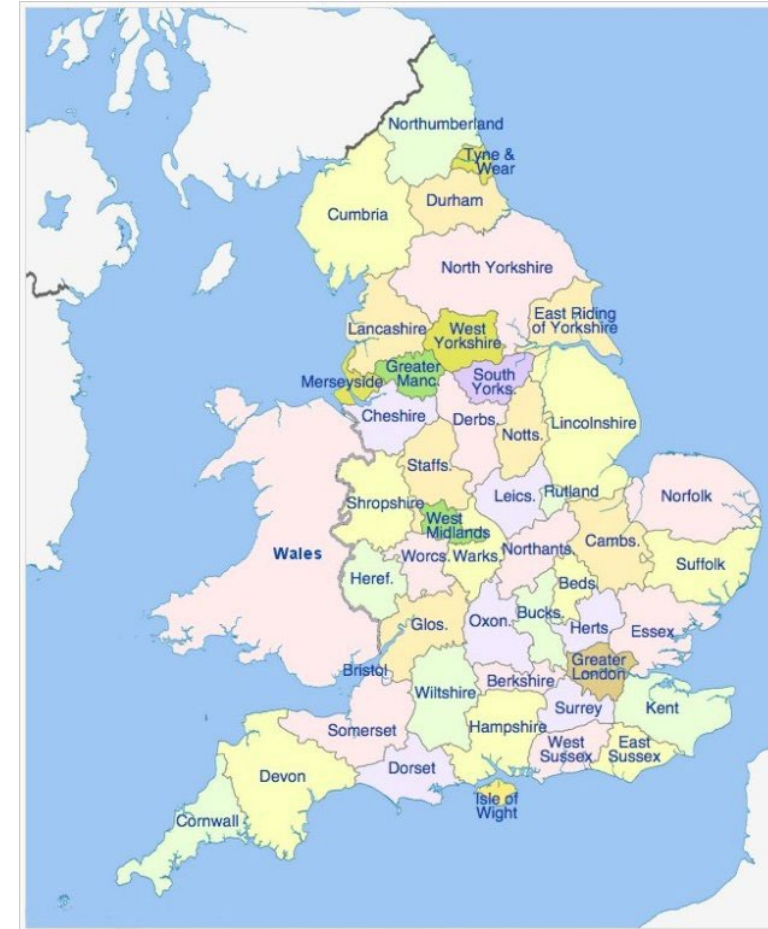 Northumberland
Tyne &
Wear
Cumbria
Durham
North Yorkshire
Lancashire
West
Yorkshire
East Riding
of Yorkshire
Merseyside
Greater
Manc.
South
Yorks.
Cheshire
Derbs.
Notts.
Lincolnshire
Staffs.
Shropshire
Leics.
Rutland
Norfolk
West
Midlands
Wales
Heref.
Worcs.
Warks.
Northants.
Cambs.
Suffolk
Beds.
Glos.
Oxon.
Bucks.
Herts.
Essex
Bristol
Wiltshire
Berkshire
Greater
London
Somerset
Hampshire
Surrey
Kent
West
Sussex
East
Sussex
Devon
Dorset
Isle of
Wight
Cornwall